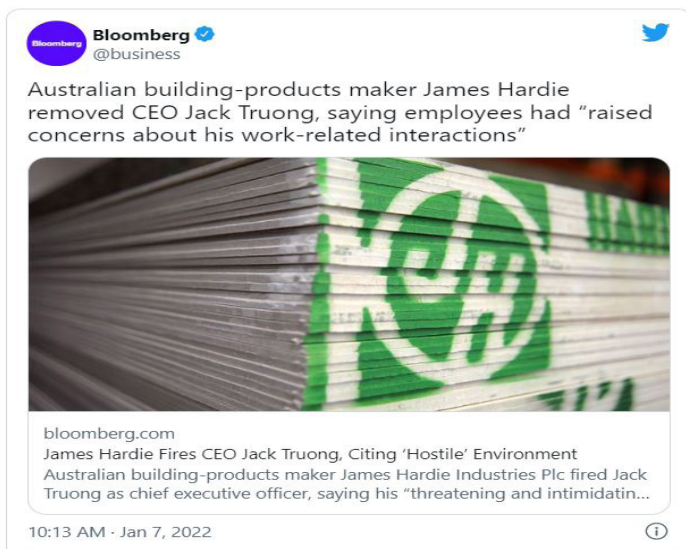 Bloomberg
Bloomberg
@business
Australian building-products maker James Hardie
removed CEO Jack Truong, saying employees had “raised
concerns about his work-related interactions”
JH
HARD
bloomberg.com
James Hardie Fires CEO Jack Truong, Citing ‘Hostile’ Environment
Australian building-products maker James Hardie Industries Plc fired Jack
Truong as chief executive officer, saying his “threatening and intimidatin...
10:13 AM · Jan 7, 2022